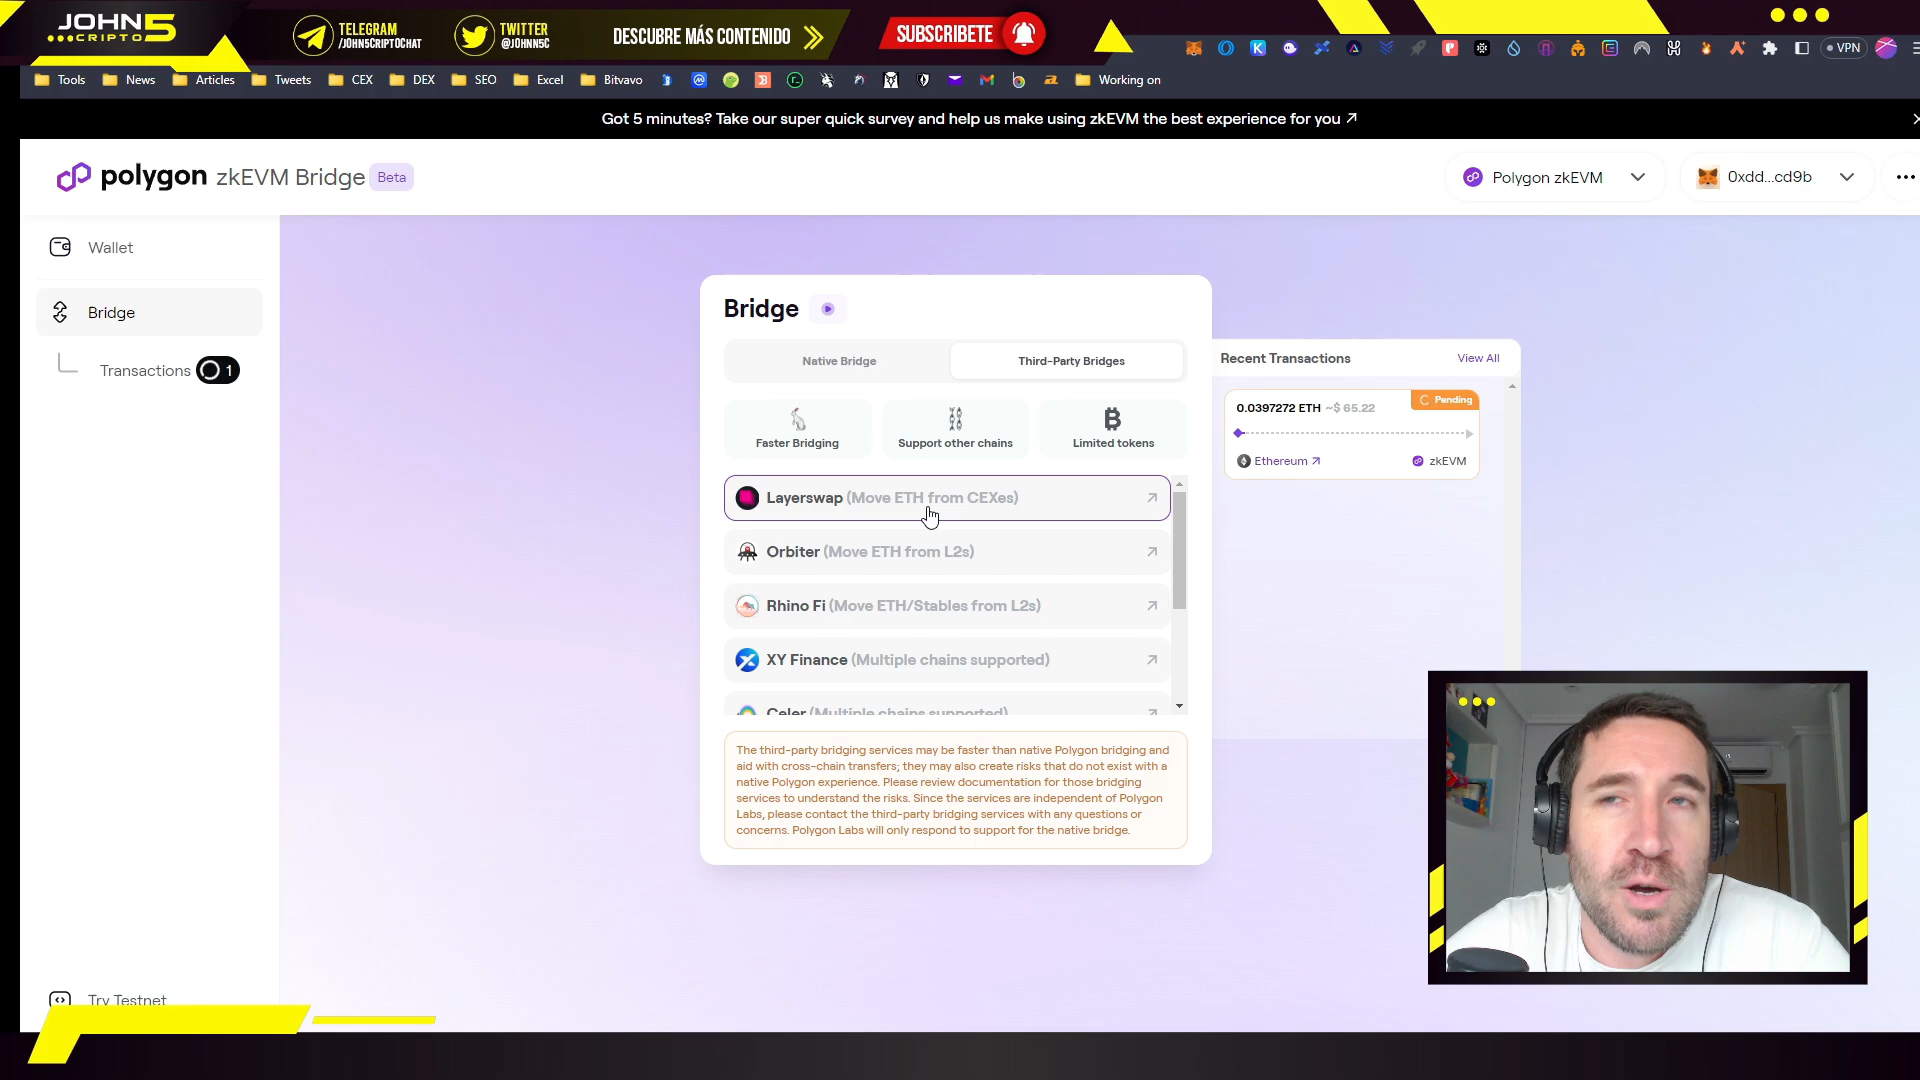 JOHN5
CRIPTO
TELEGRAM
/JOHN5CRIPTOCHAT
TWITTER
@J0HNN5C
DESCUBRE MÁS CONTENIDO
SUBSCRIBETE
VPN
Tools
News
Articles
Tweets
CEX
DEX
SEO
Excel
Bitvavo
Working on
Got 5 minutes? Take our super quick survey and help us make using zkEVM the best experience for you
polygon zkEVM Bridge Beta
Polygon zkEVM
0xdd...cd9b
Wallet
Bridge
Transactions 1
Try Testnet
Bridge
Native Bridge
Third-Party Bridges
Faster Bridging
Support other chains
Limited tokens
Layerswap (Move ETH from CEXes)
Orbiter (Move ETH from L2s)
Rhino Fi (Move ETH/Stables from L2s)
XY Finance (Multiple chains supported)
Celer (Multiple chains supported)
The third-party bridging services may be faster than native Polygon bridging and
aid with cross-chain transfers; they may also create risks that do not exist with a
native Polygon experience. Please review documentation for those bridging
services to understand the risks. Since the services are independent of Polygon
Labs, please contact the third-party bridging services with any questions or
concerns. Polygon Labs will only respond to support for the native bridge.
Recent Transactions
View All
Pending
0.0397272 ETH ~$ 65.22
Ethereum
zkEVM